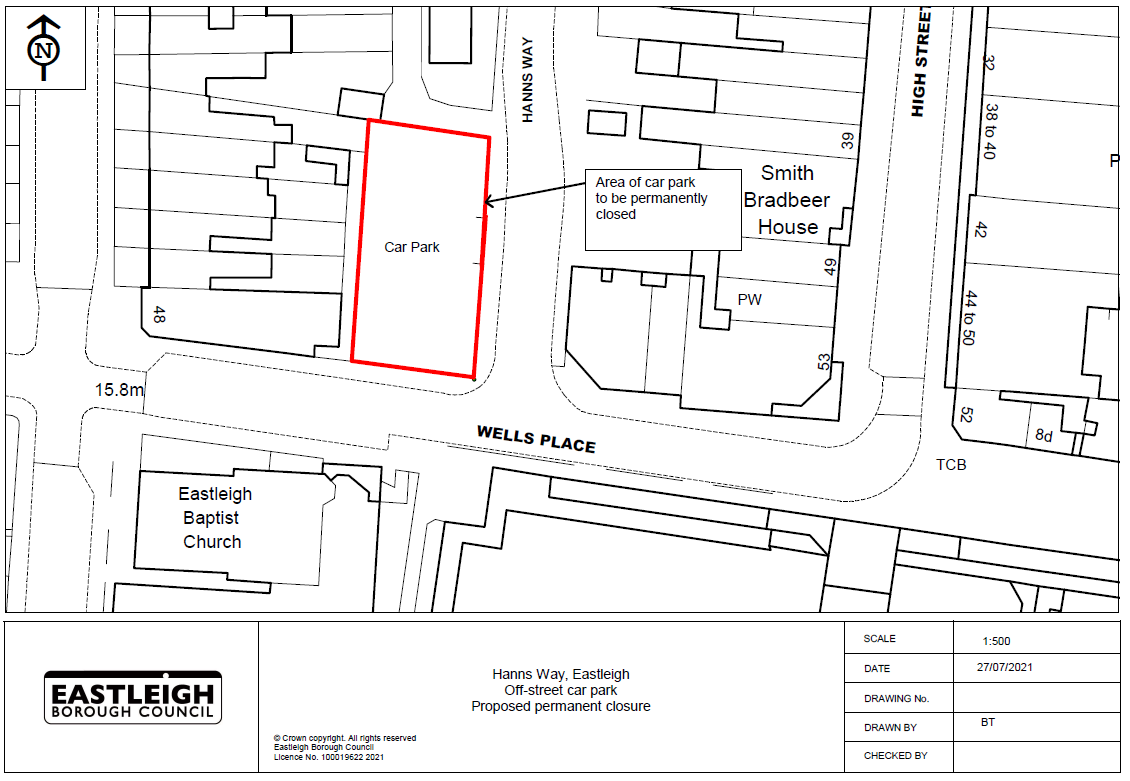 N
HANNS WAY
HIGH STREET
32
38 to 40
39
Area of car park
to be permanently
closed
Smith
Bradbeer
House
P
Car Park
42
49
PW
44 to 50
48
53
15.8m
52
8d
WELLS PLACE
TCB
Eastleigh
Baptist
Church
EASTLEIGH
BOROUGH COUNCIL
Hanns Way, Eastleigh
Off-street car park
Proposed permanent closure
© Crown copyright. All rights reserved
Eastleigh Borough Council
Licence No. 100019622 2021
SCALE 1:500
DATE 27/07/2021
DRAWING No.
DRAWN BY BT
CHECKED BY